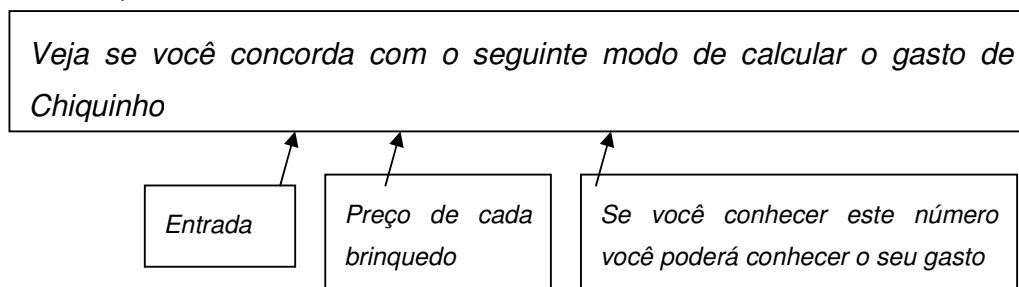 Veja se você concorda com o seguinte modo de calcular o gasto de
Chiquinho
Entrada
Preço de cada
brinquedo
Se você conhecer este número
você poderá conhecer o seu gasto